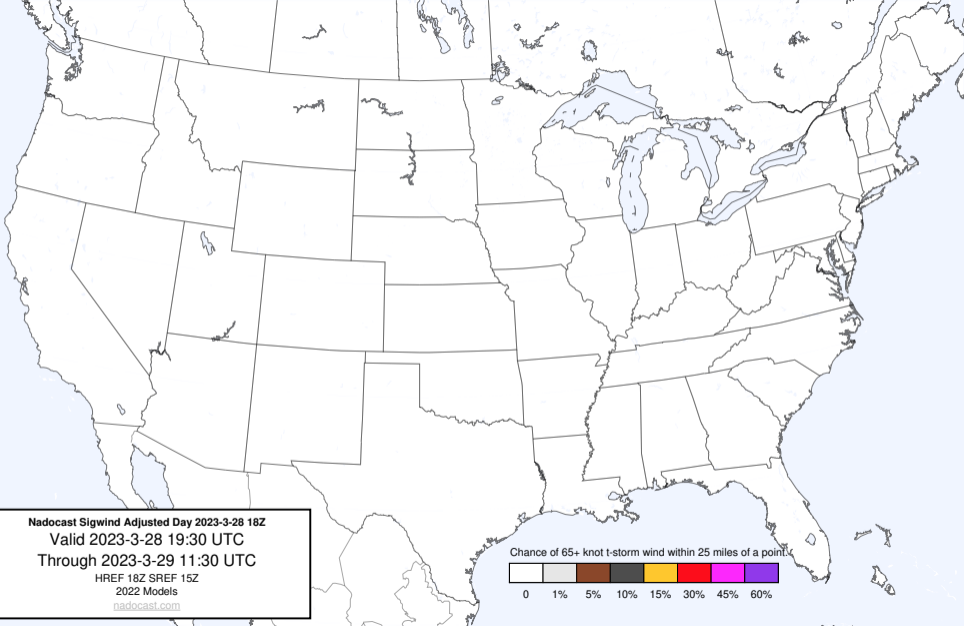 Nadocast Sigwind Adjusted Day 2023-3-28 18Z
Valid 2023-3-28 19:30 UTC
Through 2023-3-29 11:30 UTC
HREF 18Z SREF 15Z
2022 Models
nadocast.com
Chance of 65+ knot t-storm wind within 25 miles of a point.
0 1% 5% 10% 15% 30% 45% 60%